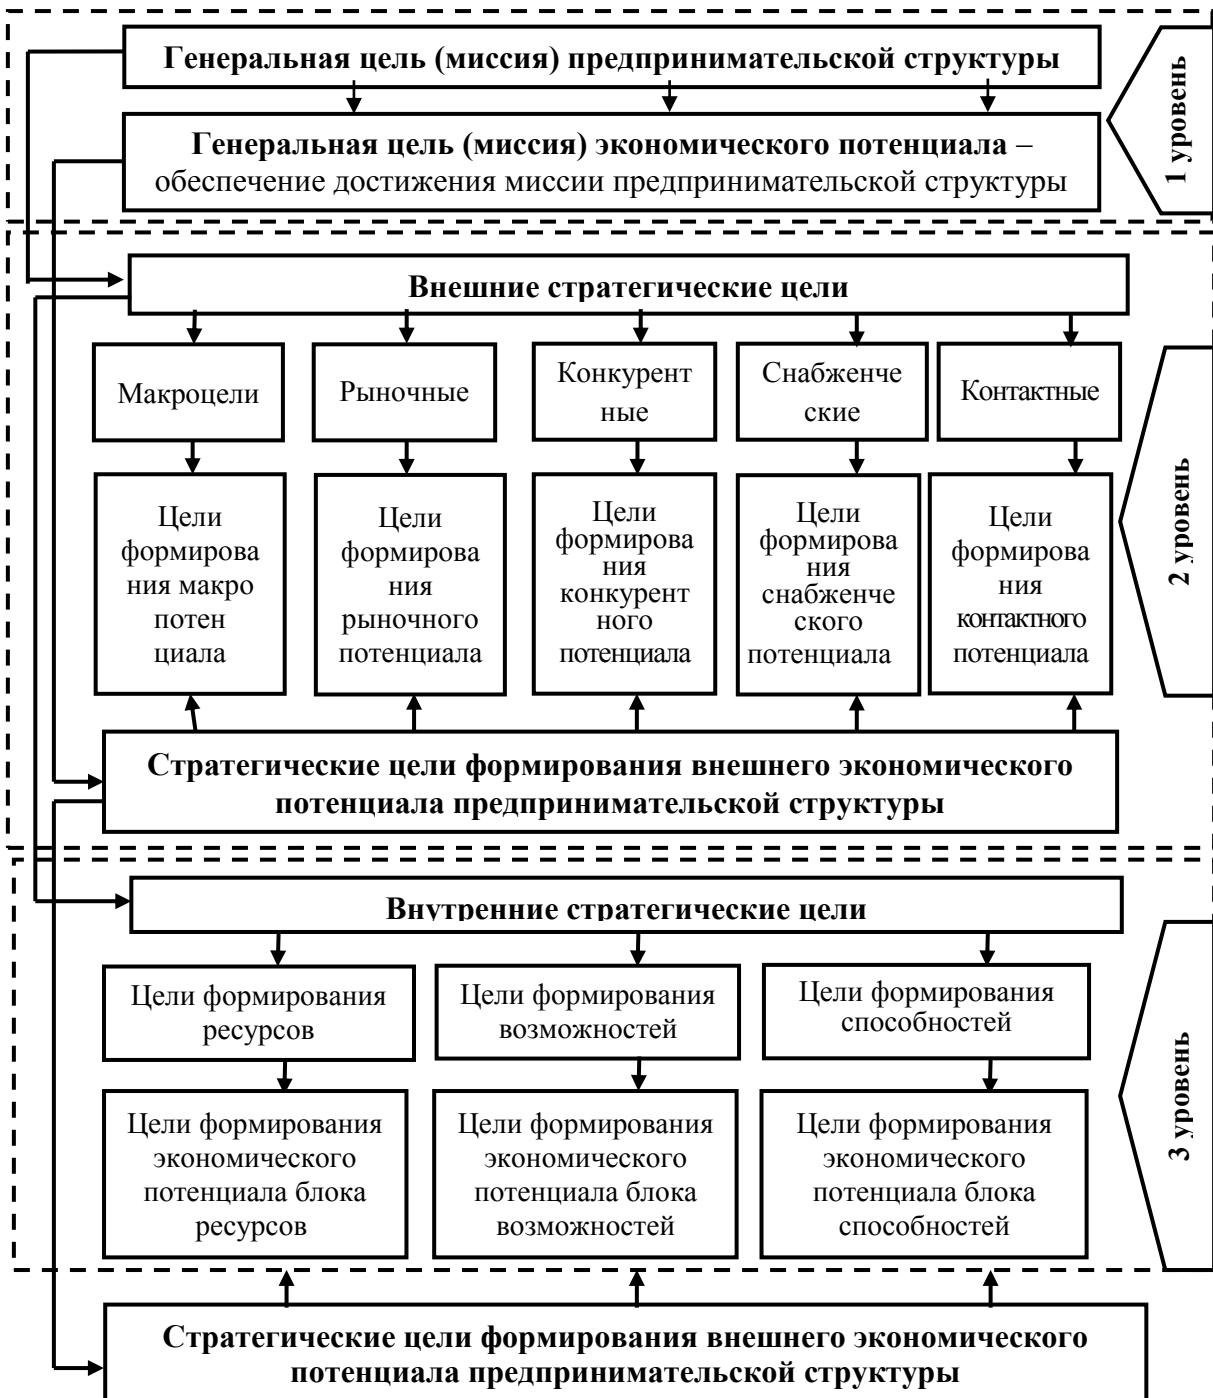 Генеральная цель (миссия) предпринимательской структуры
Генеральная цель (миссия) экономического потенциала –
обеспечение достижения миссии предпринимательской структуры
1 уровень
Внешние стратегические цели
Макроцели
Рыночные
Конкурент
ные
Снабженче
ские
Контактные
Цели
формирова
ния макро
потен
циала
Цели
формирова
ния
рыночного
потенциала
Цели
формирова
ния
конкурент
ного
потенциала
Цели
формирова
ния
снабженче
ского
потенциала
Цели
формирова
ния
контактного
потенциала
2 уровень
Стратегические цели формирования внешнего экономического
потенциала предпринимательской структуры
Внутренние стратегические цели
Цели формирования
ресурсов
Цели формирования
возможностей
Цели формирования
способностей
Цели формирования
экономического
потенциала блока
ресурсов
Цели формирования
экономического
потенциала блока
возможностей
Цели формирования
экономического
потенциала блока
способностей
3 уровень
Стратегические цели формирования внешнего экономического
потенциала предпринимательской структуры